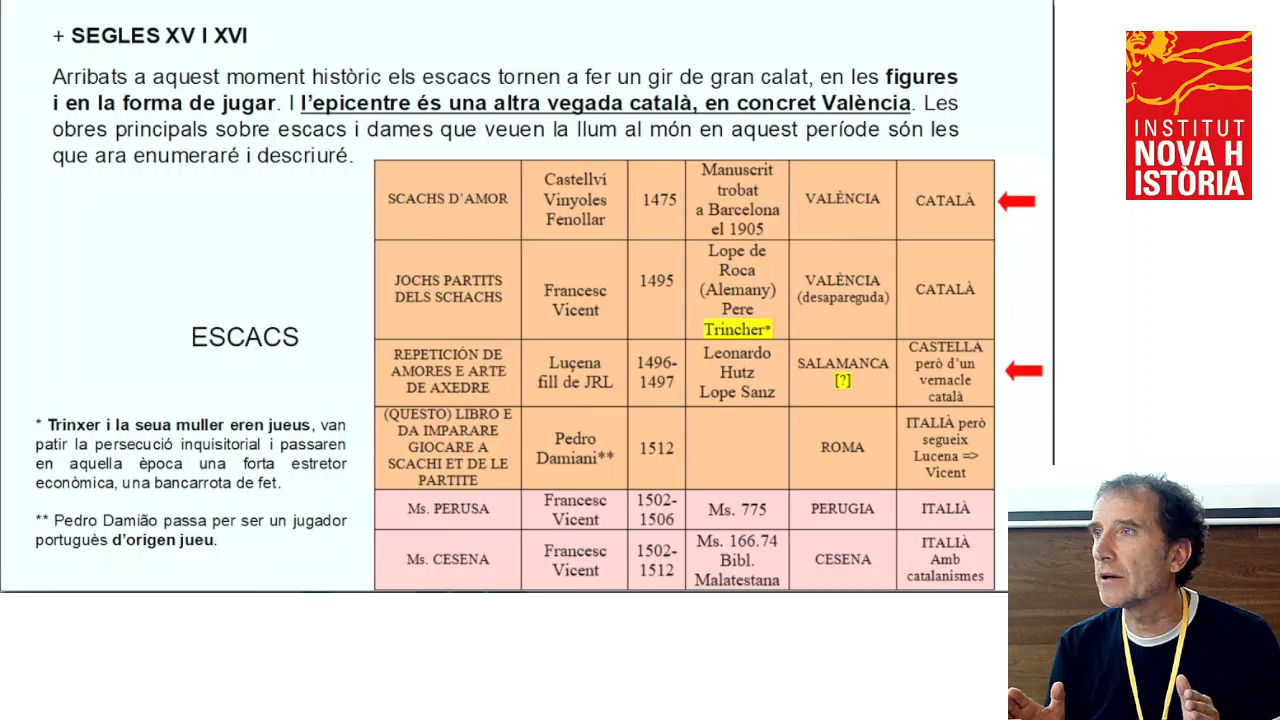 + SEGLES XV I XVI
Arribats a aquest moment històric els escacs tornen a fer un gir de gran calat, en les figures
i en la forma de jugar. I l'epicentre és una altra vegada català, en concret València. Les
obres principals sobre escacs i dames que veuen la llum al món en aquest període són les
que ara enumeraré i descriuré.
SCACHS D'AMOR
Castellví
Vinyoles
Fenollar
1475
Manuscrit
trobat
a Barcelona
el 1905
VALÈNCIA
CATALÀ
JOCHS PARTITS
DELS SCHACHS
Francesc
Vicent
1495
Lope de
Roca
(Alemany)
Pere
Trincher*
VALÈNCIA
(desapareguda)
CATALÀ
REPETICIÓN DE
AMORES E ARTE
DE AXEDRE
Luçena
fill de JRL
1496-
1497
Leonardo
Hutz
Lope Sanz
SALAMANCA
[?]
CASTELLÀ
però d'un
vernacle
català
(QUESTO) LIBRO E
DA IMPARARE
GIOCARE A
SCACHI ET DE LE
PARTITE
Pedro
Damiani**
1512
ROMA
ITALIÀ però
segueix
Lucena =>
Vicent
Ms. PERUSA
Francesc
Vicent
1502-
1506
Ms. 775
PERUGIA
ITALIÀ
Ms. CESENA
Francesc
Vicent
1502-
1512
Ms. 166.74
Bibl.
Malatestana
CESENA
ITALIÀ
Amb
catalanismes
ESCACS
* Trinxer i la seua muller eren jueus, van
patir la persecució inquisitorial i passaren
en aquella època una forta estretor
econòmica, una bancarrota de fet.
** Pedro Damião passa per ser un jugador
portuguès d'origen jueu.
INSTITUT
NOVA H
ISTÒRIA